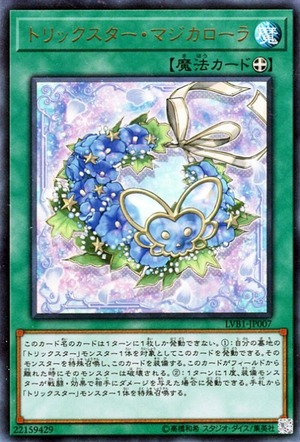 トリックスター・マジカローラ
魔
まほう
【魔法カード】
LVB1-JP007
このカード名のカードは1ターンに1枚しか発動できない。①：自分の墓地の
「トリックスター」モンスター1体を対象としてこのカードを発動できる。その
モンスターを特殊召喚し、このカードを装備する。このカードがフィールドから
離れた時にそのモンスターは破壊される。②：1ターンに1度、装備モンス
ターが戦闘・効果で相手にダメージを与えた場合に発動できる。手札から
「トリックスター」モンスター1体を特殊召喚する。
22159429
©高橋和希 スタジオ・ダイス/集英社